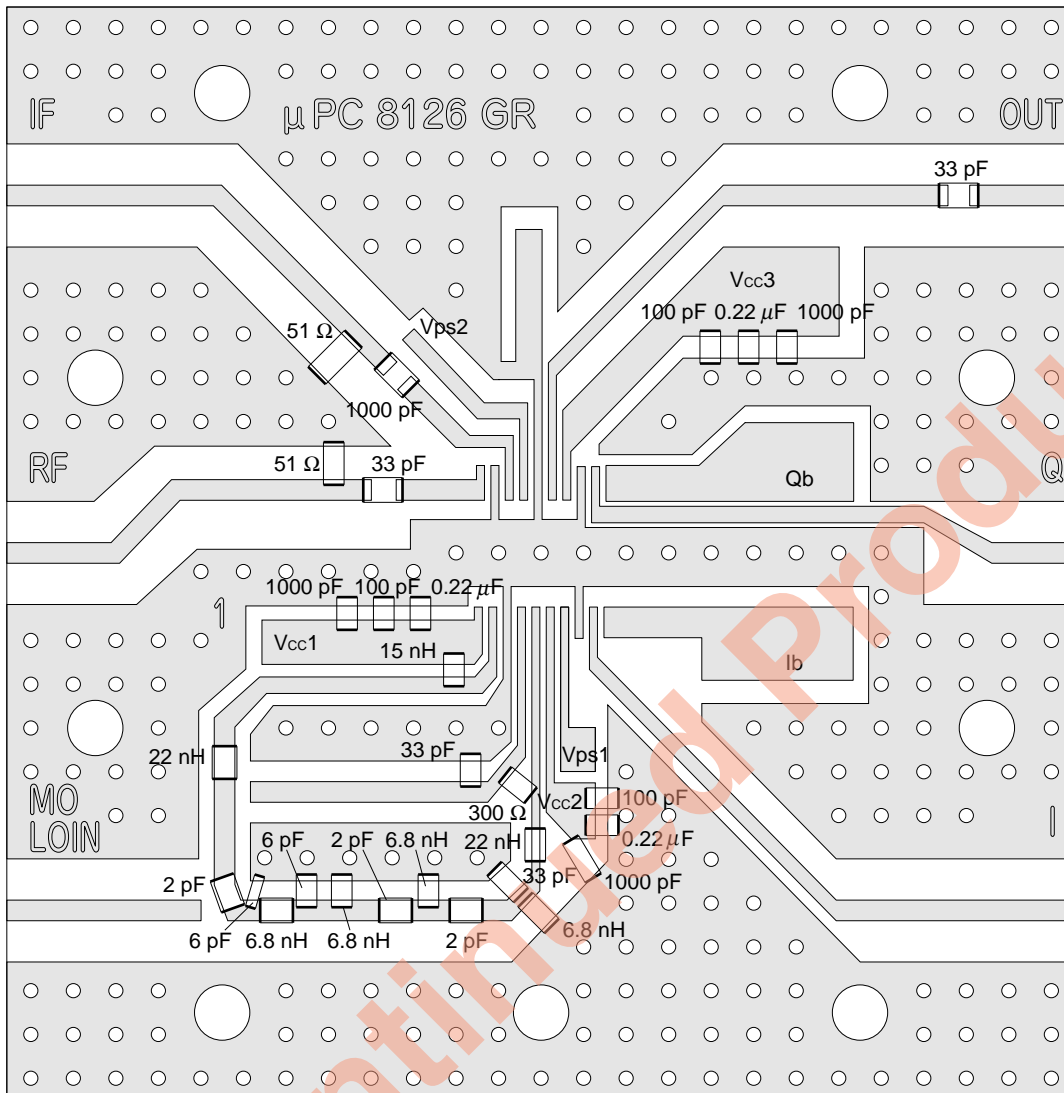 IF
μ PC 8126 GR
OUT
33 pF
Vcc3
100 pF 0.22 μF 1000 pF
Vps2
51 Ω
1000 pF
RF
51 Ω
33 pF
Qb
Q
1000 pF 100 pF 0.22 μF
1
Vcc1
15 nH
Ib
22 nH
33 pF
Vps1
MO
LOIN
300 Ω
Vcc2
100 pF
I
6 pF 2 pF 6.8 nH
22 nH
0.22 μF
2 pF
33 pF
1000 pF
6 pF 6.8 nH 6.8 nH 2 pF
6.8 nH
ntinued Produ